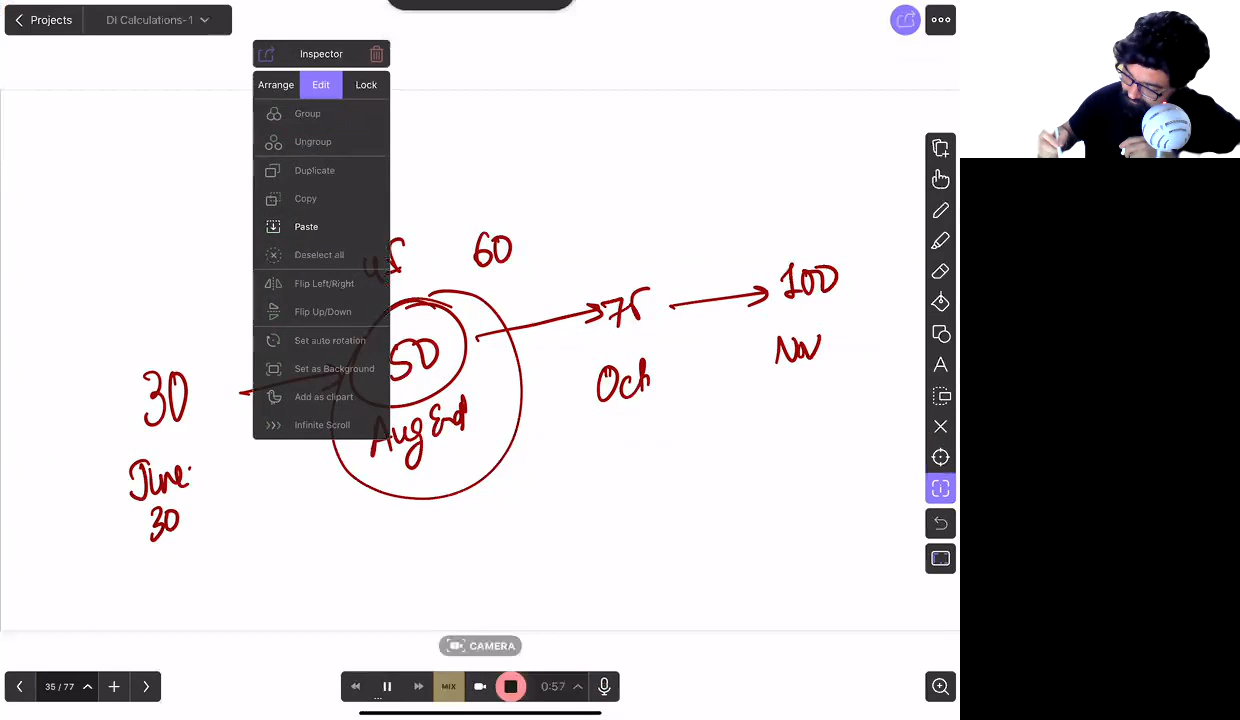 Projects
DI Calculations-1
Inspector
Arrange
Edit
Lock
Group
Ungroup
Duplicate
Copy
Paste
Deselect all
Flip Left/Right
Flip Up/Down
Set auto rotation
Set as Background
Add as clipart
Infinite Scroll
60
100
75
50
Nov
30
Aug End
June
30
A
CAMERA
35 / 77
MIX
0:57